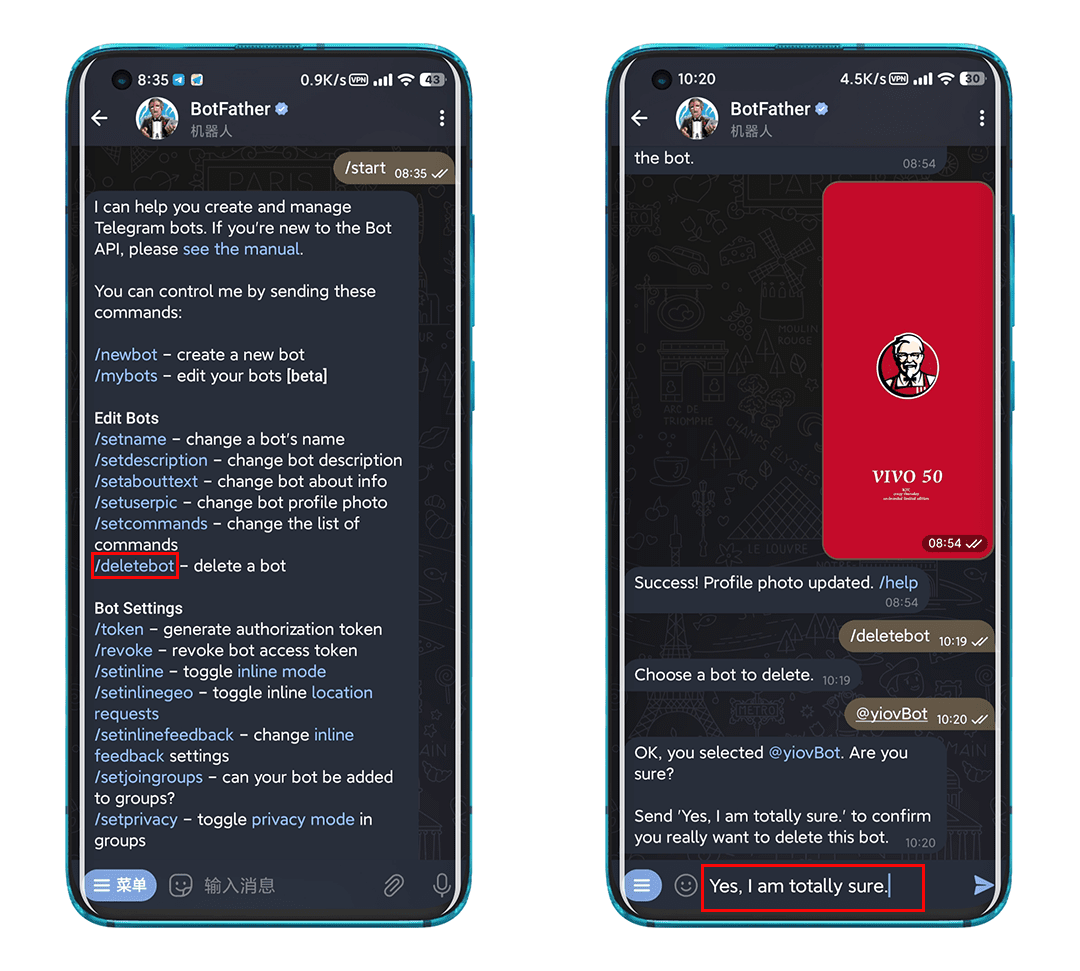 8:35
0.9K/s VPN 43
BotFather
机器人
/start 08:35
I can help you create and manage
Telegram bots. If you're new to the Bot
API, please see the manual.
You can control me by sending these
commands:
/newbot – create a new bot
/mybots – edit your bots [beta]
Edit Bots
/setname – change a bot's name
/setdescription – change bot description
/setabouttext – change bot about info
/setuserpic – change bot profile photo
/setcommands – change the list of
commands
/deletebot – delete a bot
Bot Settings
/token – generate authorization token
/revoke – revoke bot access token
/setinline – toggle inline mode
/setinlinegeo – toggle inline location
requests
/setinlinefeedback – change inline
feedback settings
/setjoingroups – can your bot be added
to groups?
/setprivacy – toggle privacy mode in
groups
菜单
输入消息
10:20
4.5K/s VPN 30
BotFather
机器人
the bot. 08:54
VIVO 50
08:54
Success! Profile photo updated. /help
08:54
/deletebot 10:19
Choose a bot to delete. 10:19
@yiovBot 10:20
OK, you selected @yiovBot. Are you
sure?
Send 'Yes, I am totally sure.' to confirm
you really want to delete this bot. 10:20
Yes, I am totally sure.